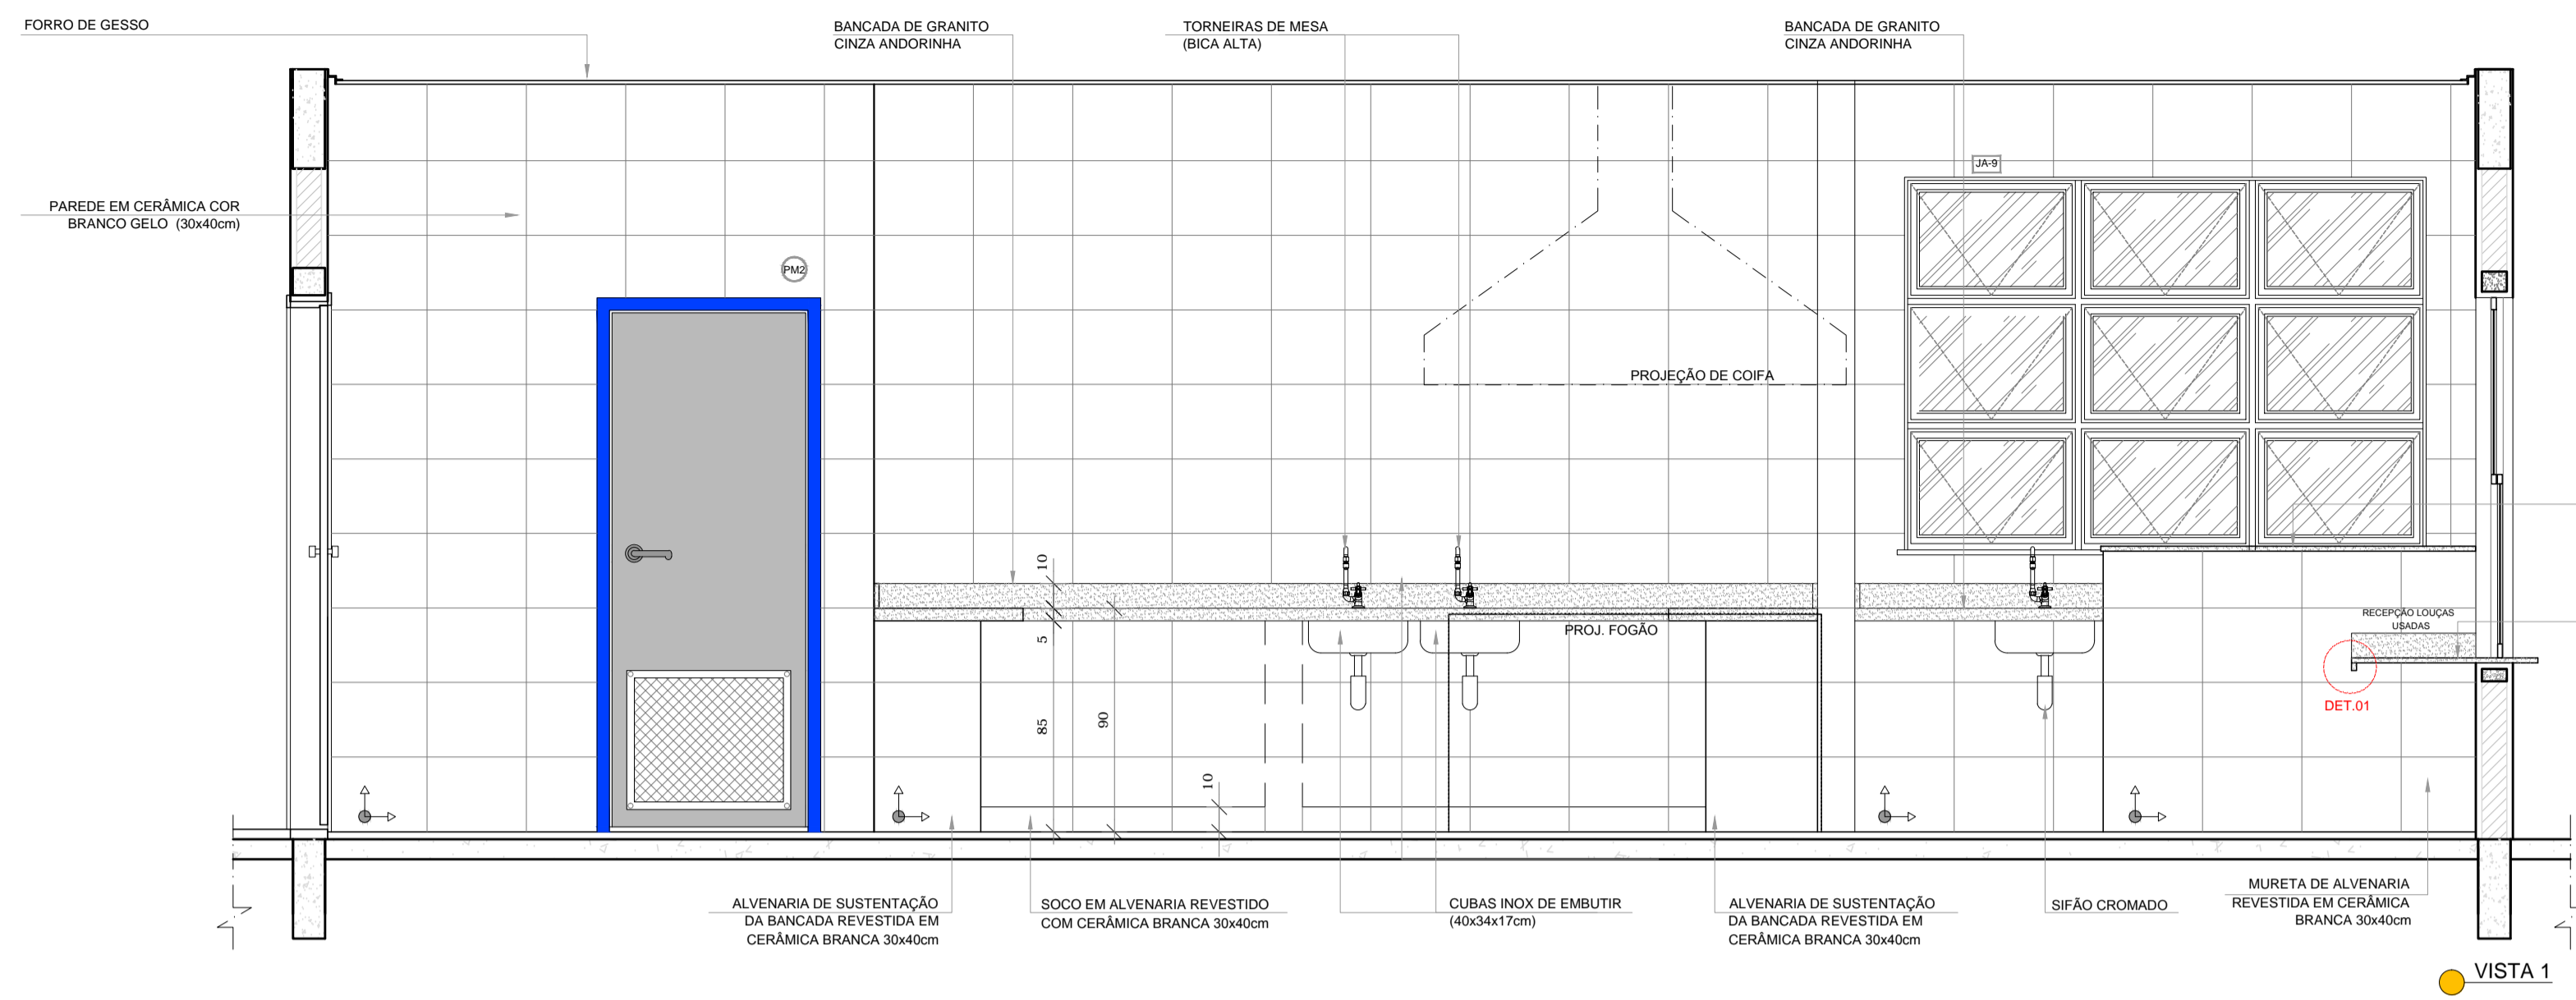 FORRO DE GESSO
BANCADA DE GRANITO
CINZA ANDORINHA
TORNEIRAS DE MESA
(BICA ALTA)
BANCADA DE GRANITO
CINZA ANDORINHA
JA-9
PAREDE EM CERÂMICA COR
BRANCO GELO (30x40cm)
PM2
PROJEÇÃO DE COIFA
10
5
85
90
10
PROJ. FOGÃO
RECEPÇÃO LOUÇAS
USADAS
DET.01
ALVENARIA DE SUSTENTAÇÃO
DA BANCADA REVESTIDA EM
CERÂMICA BRANCA 30x40cm
SOCO EM ALVENARIA REVESTIDO
COM CERÂMICA BRANCA 30x40cm
CUBAS INOX DE EMBUTIR
(40x34x17cm)
ALVENARIA DE SUSTENTAÇÃO
DA BANCADA REVESTIDA EM
CERÂMICA BRANCA 30x40cm
SIFÃO CROMADO
MURETA DE ALVENARIA
REVESTIDA EM CERÂMICA
BRANCA 30x40cm
VISTA 1